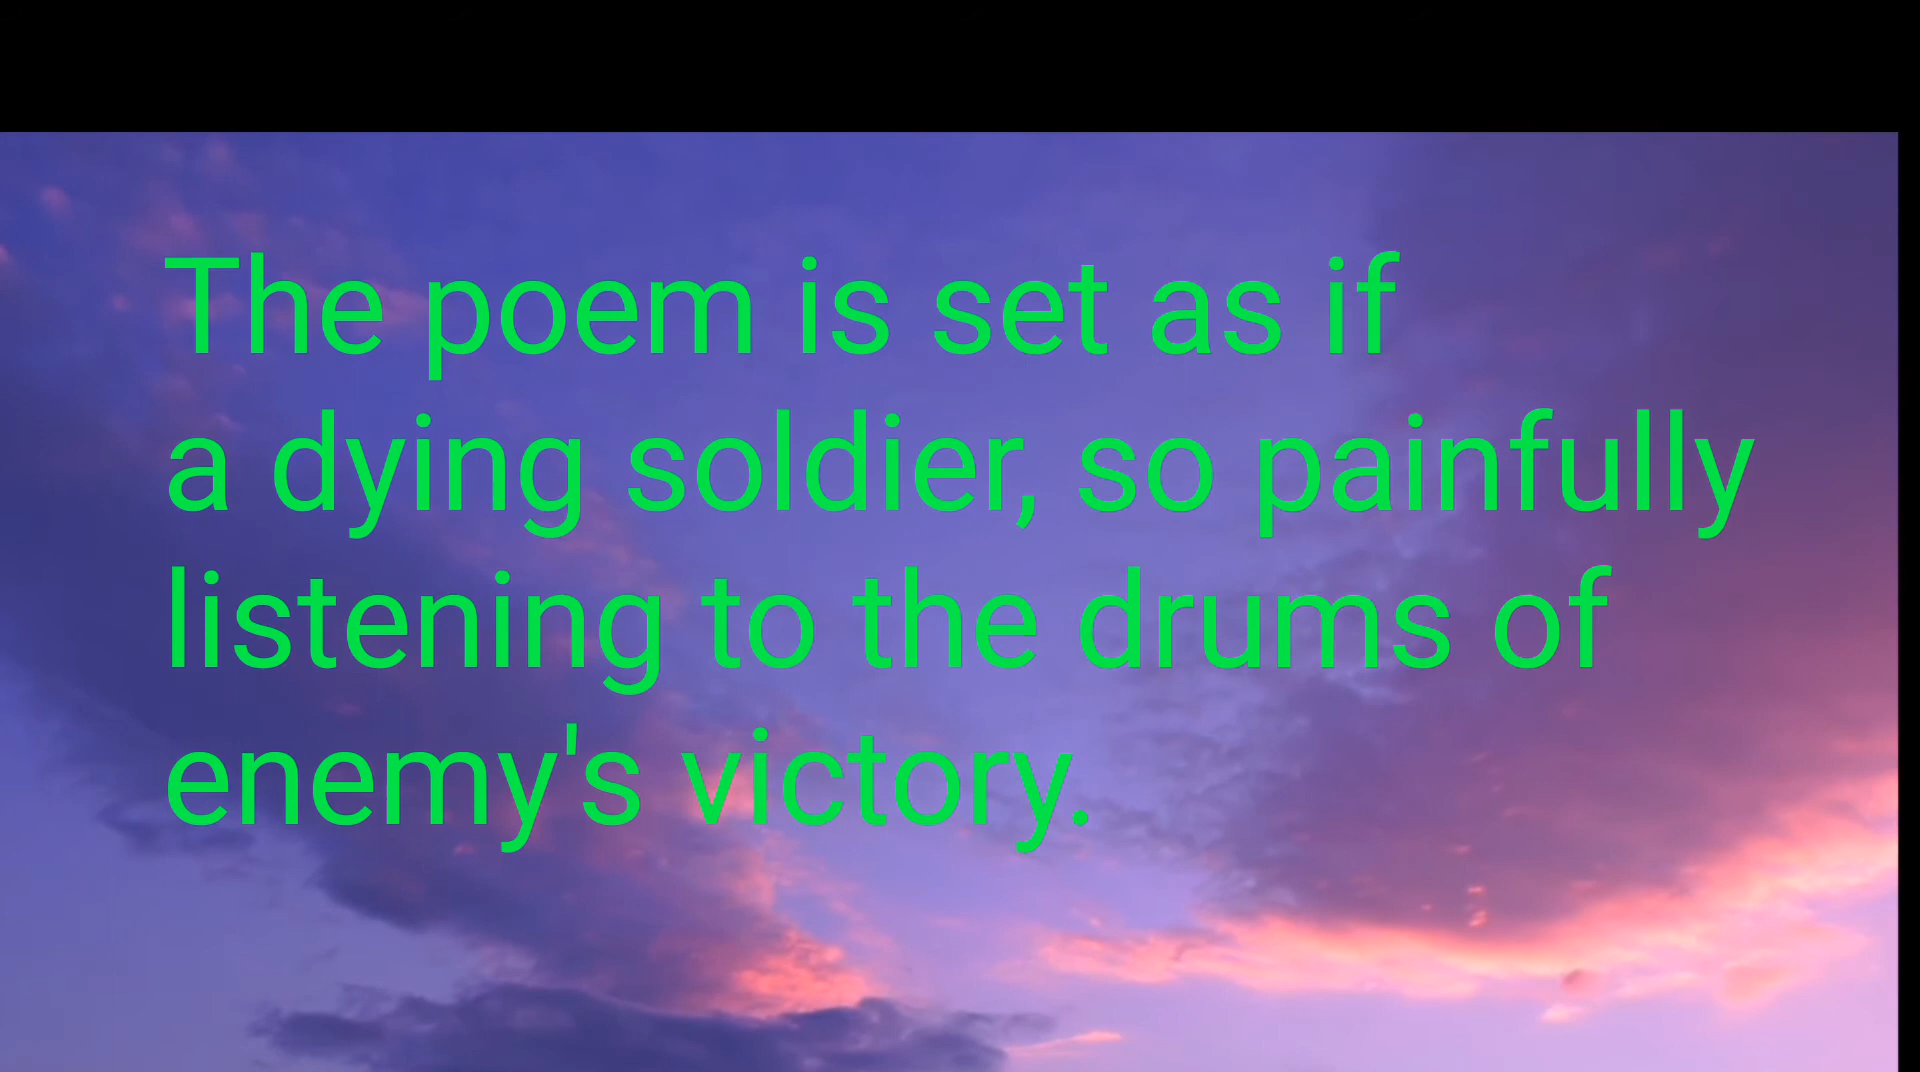 The poem is set as if
a dying soldier, so painfully
listening to the drums of
enemy's victory.